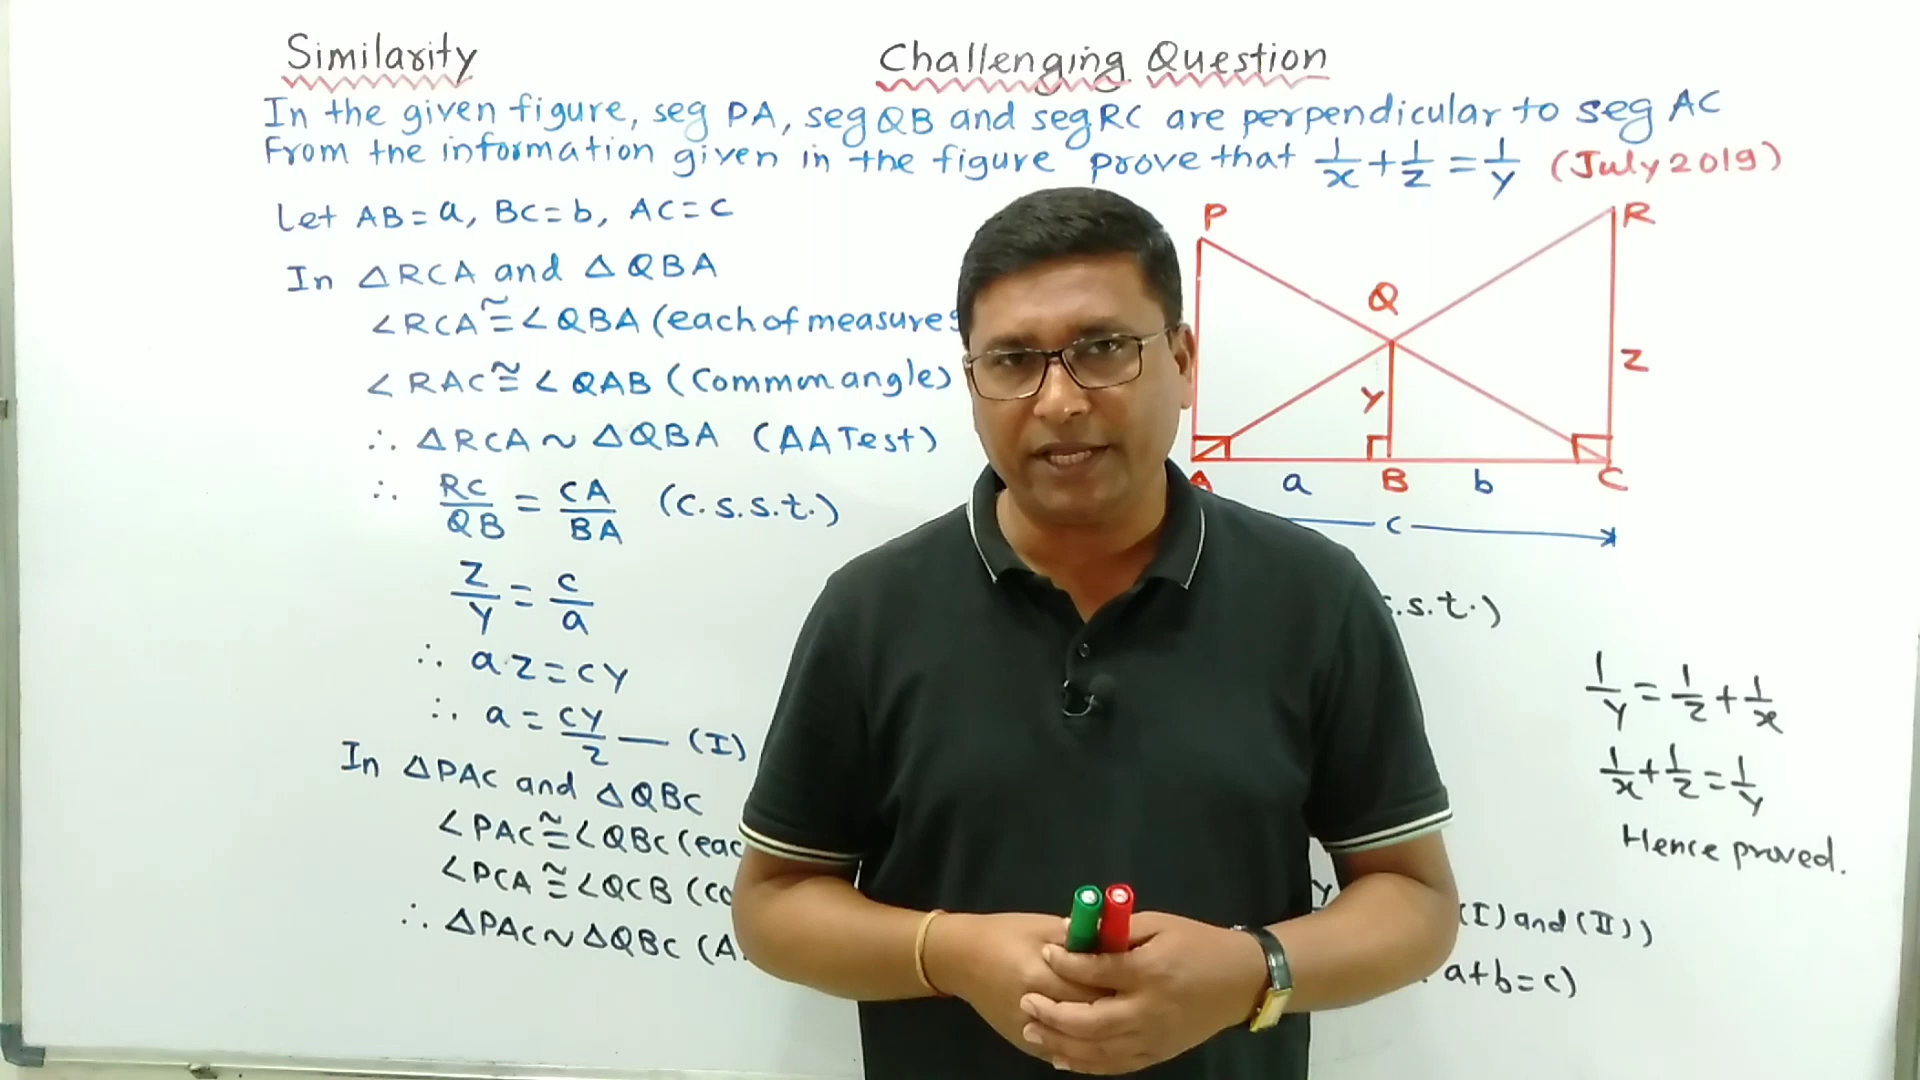 Similarity
Challenging Question
In the given figure, seg PA, seg QB and seg RC are perpendicular to seg AC
From the information given in the figure prove that 1/x + 1/z = 1/y (July 2019)
Let AB = a, BC = b, AC = c
In △RCA and △QBA
∠RCA ≅ ∠QBA (each of measure
∠RAC ≅ ∠QAB (Common angle)
∴ △RCA ~ △QBA (AA Test)
∴ RC/QB = CA/BA (c.s.s.t.)
z/y = c/a
∴ az = cy
∴ a = cy/z — (I)
In △PAC and △QBC
∠PAC ≅ ∠QBC (eac
∠PCA ≅ ∠QCB (co
∴ △PAC ~ △QBC (A
P
R
Q
y
z
A
a
B
b
C
c
.s.t.)
1/y = 1/z + 1/x
1/x + 1/z = 1/y
Hence proved.
y
(I) and (II))
a+b=c)